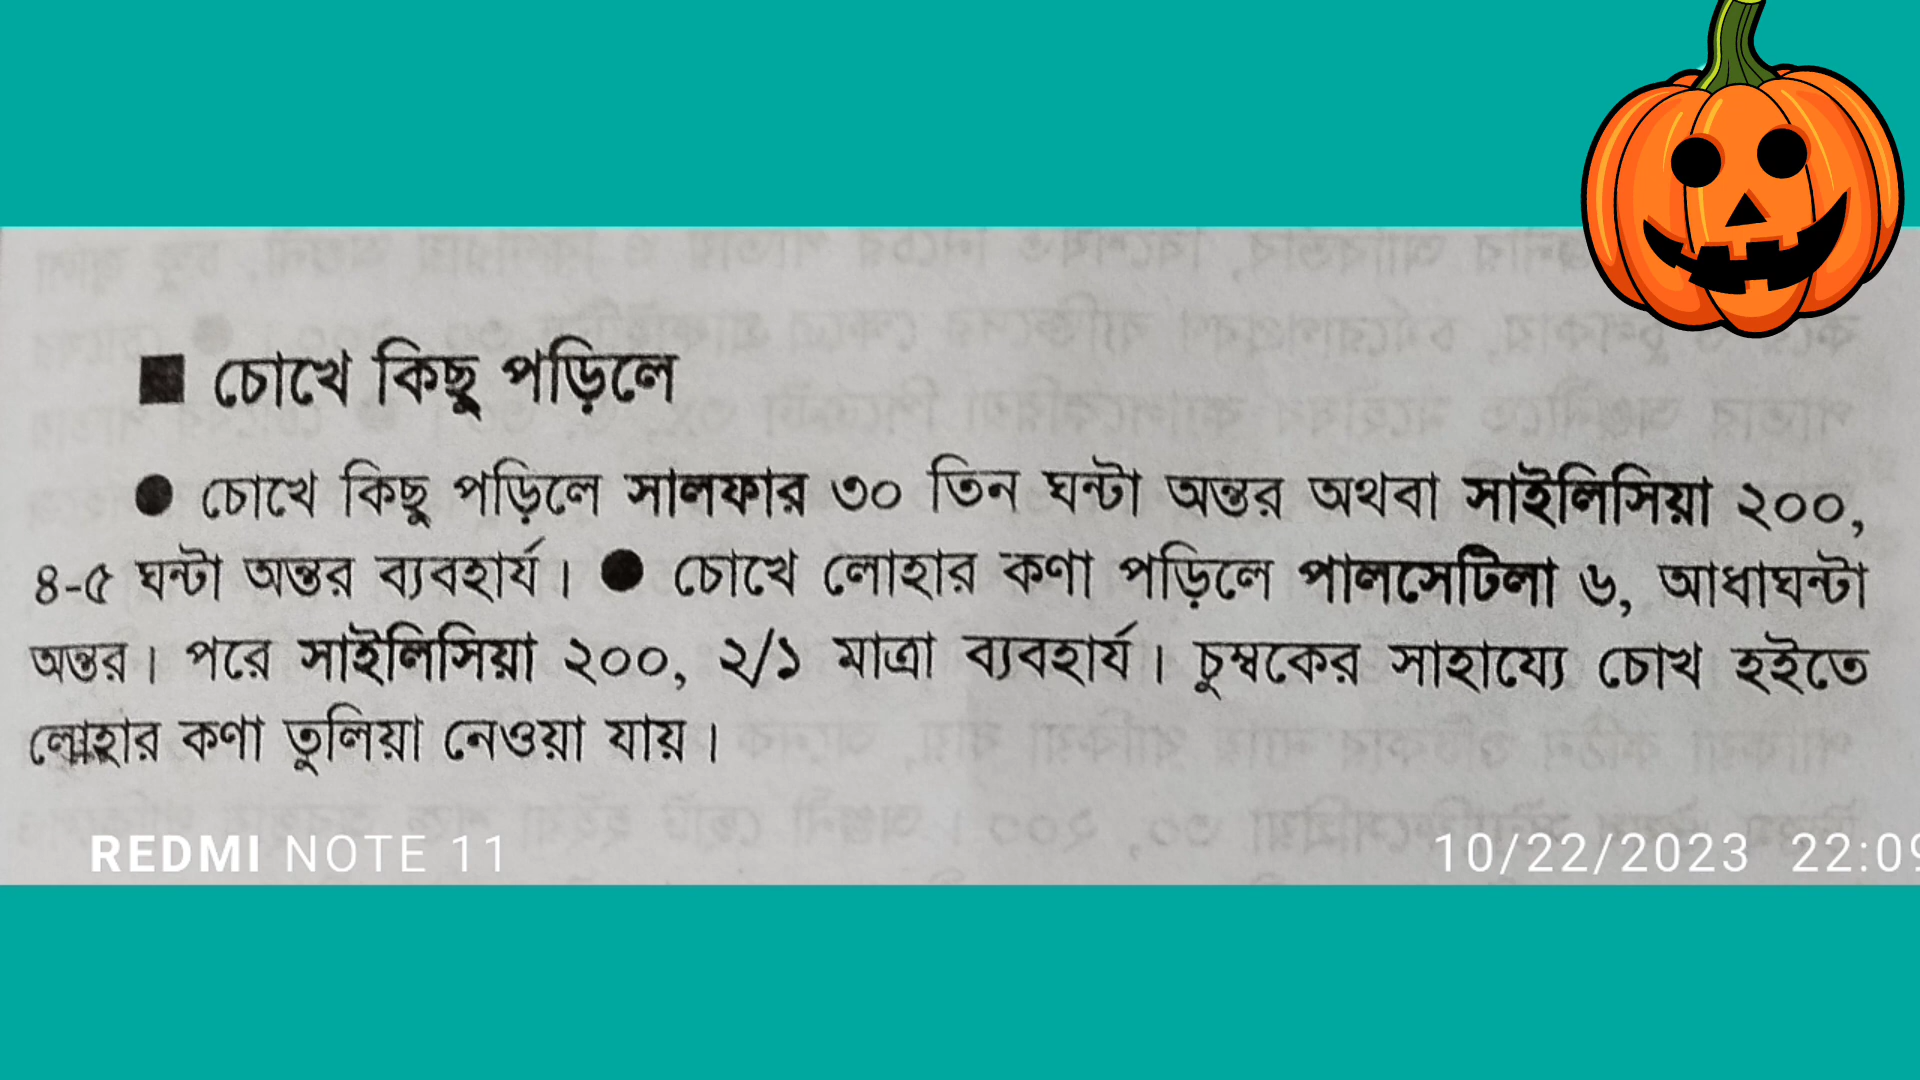 ■ চোখে কিছু পড়িলে
● চোখে কিছু পড়িলে সালফার ৩০ তিন ঘন্টা অন্তর অথবা সাইলিসিয়া ২০০,
৪-৫ ঘন্টা অন্তর ব্যবহার্য। ● চোখে লোহার কণা পড়িলে পালসেটিলা ৬, আধাঘন্টা
অন্তর। পরে সাইলিসিয়া ২০০, ২/১ মাত্রা ব্যবহার্য। চুম্বকের সাহায্যে চোখ হইতে
লোহার কণা তুলিয়া নেওয়া যায়।
REDMI NOTE 11 10/22/2023 22:09